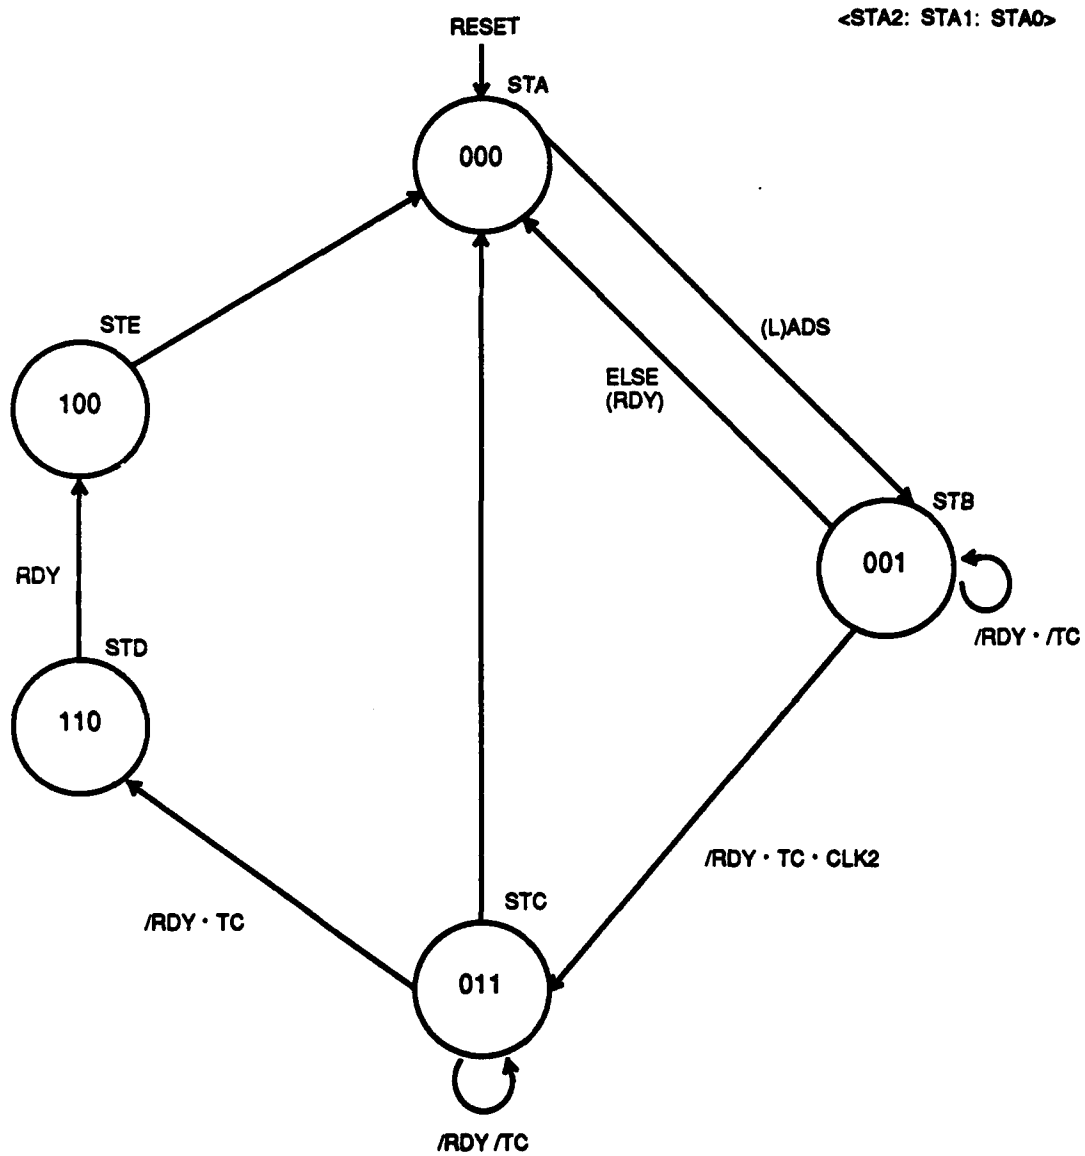 <STA2: STA1: STA0>
RESET
STA
000
STE
100
(L)ADS
ELSE
(RDY)
STB
001
RDY
/RDY · /TC
STD
110
/RDY · TC · CLK2
STC
/RDY · TC
011
/RDY /TC